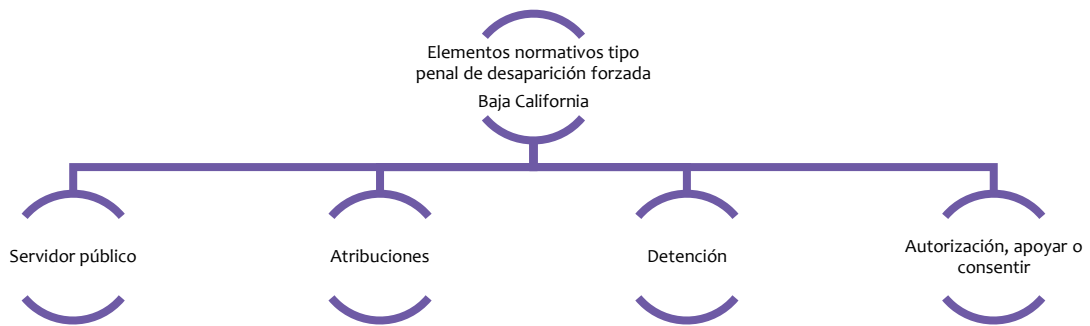 Elementos normativos tipo
penal de desaparición forzada
Baja California
Servidor público
Atribuciones
Detención
Autorización, apoyar o
consentir